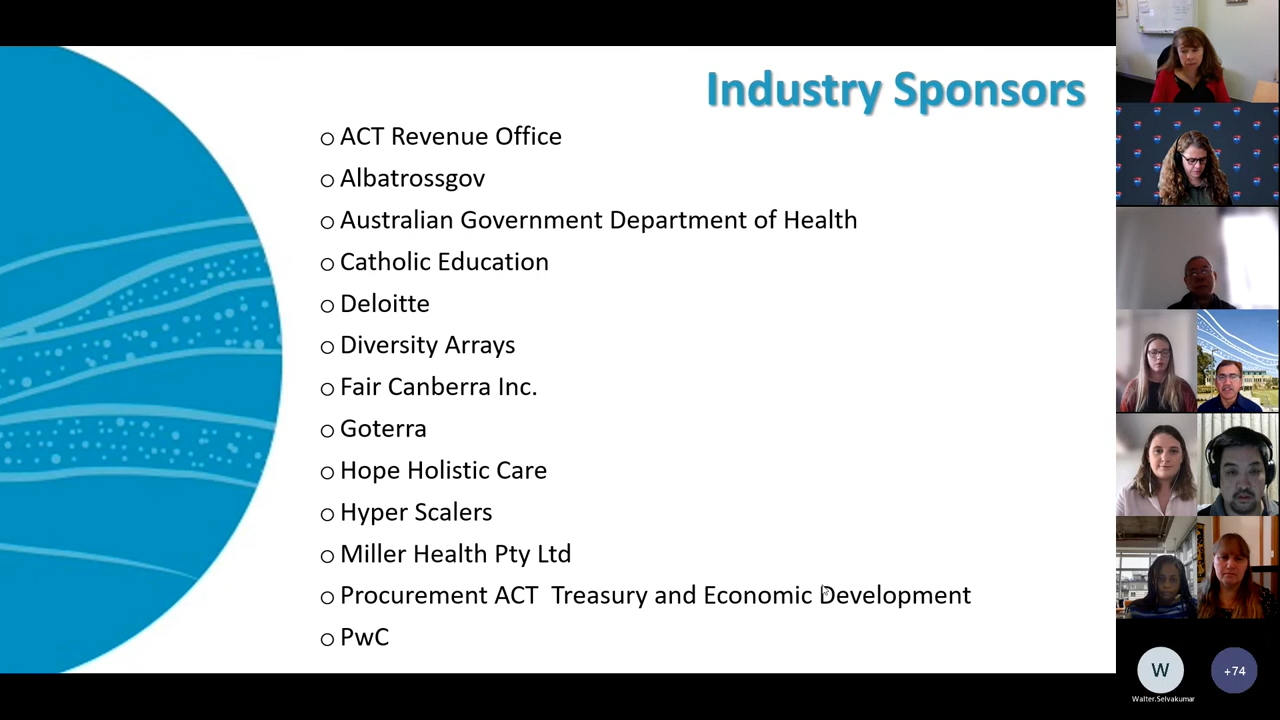 Industry Sponsors
ACT Revenue Office
Albatrossgov
Australian Government Department of Health
Catholic Education
Deloitte
Diversity Arrays
Fair Canberra Inc.
Goterra
Hope Holistic Care
Hyper Scalers
Miller Health Pty Ltd
Procurement ACT  Treasury and Economic Development
PwC
W
+74
Walter.Selvakumar